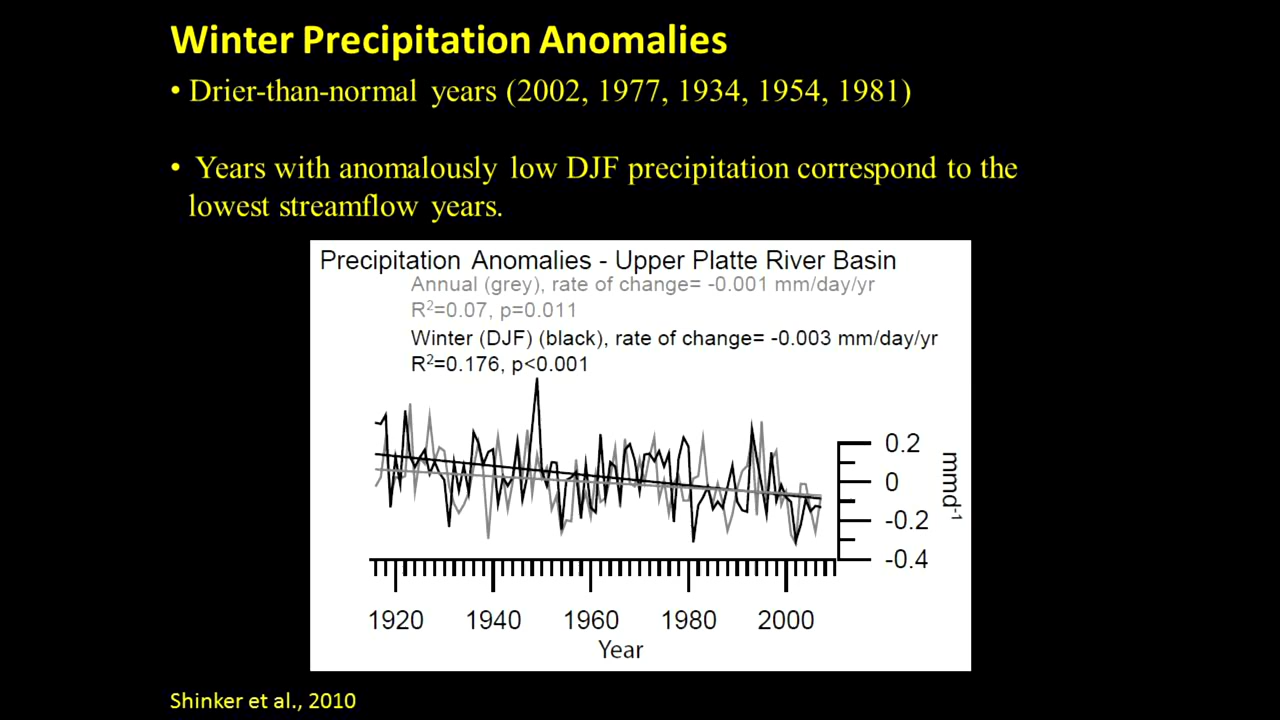 Winter Precipitation Anomalies
• Drier-than-normal years (2002, 1977, 1934, 1954, 1981)
• Years with anomalously low DJF precipitation correspond to the
lowest streamflow years.
Precipitation Anomalies - Upper Platte River Basin
Annual (grey), rate of change= -0.001 mm/day/yr
R²=0.07, p=0.011
Winter (DJF) (black), rate of change= -0.003 mm/day/yr
R²=0.176, p<0.001
0.2
0
-0.2
-0.4
mmd⁻¹
1920 1940 1960 1980 2000
Year
Shinker et al., 2010